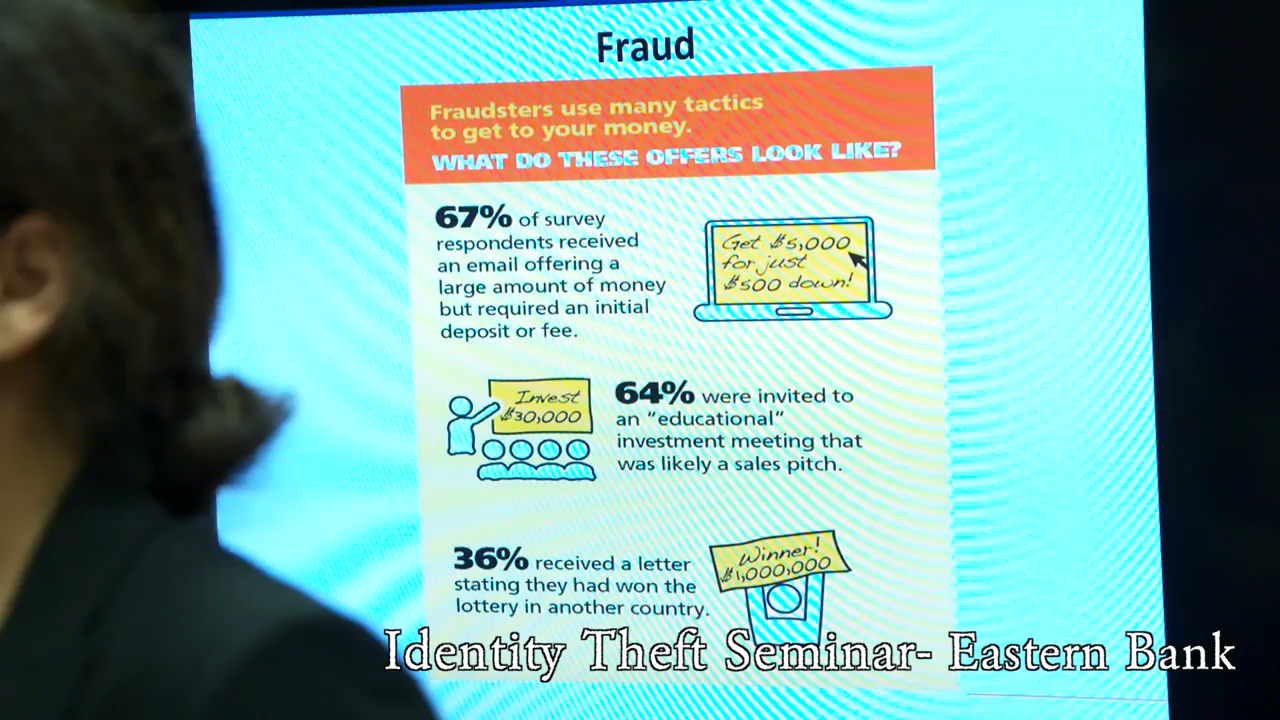 Fraud
Fraudsters use many tactics
to get to your money.
WHAT DO THESE OFFERS LOOK LIKE?
67% of survey
respondents received
an email offering a
large amount of money
but required an initial
deposit or fee.
Get $5,000
for just
$500 down!
Invest
$30,000
64% were invited to
an "educational"
investment meeting that
was likely a sales pitch.
36% received a letter
stating they had won the
lottery in another country.
Winner!
$1,000,000
Identity Theft Seminar- Eastern Bank